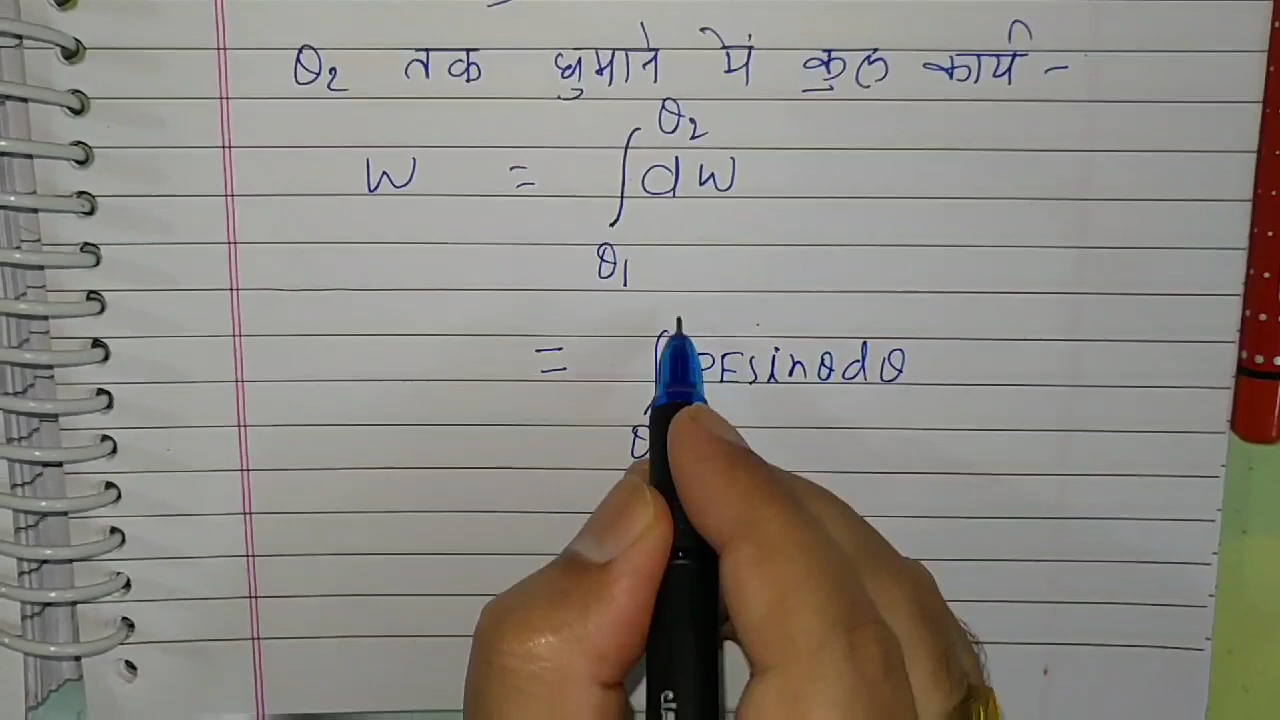 θ₂ तक घुमाने में कुल कार्य -
θ₂
W = ∫dw
θ₁
= ∫PEsinθdθ
θ